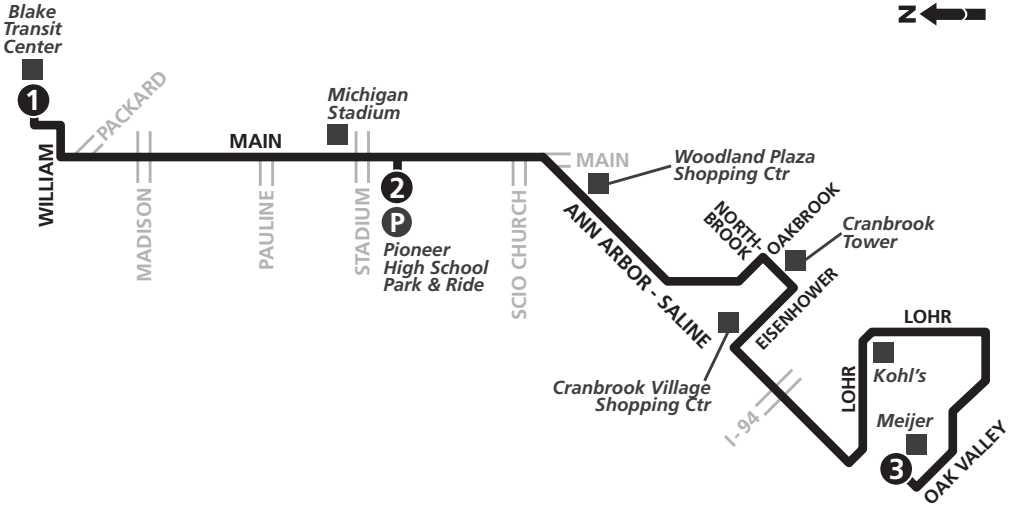 Blake
Transit
Center
N
1
PACKARD
Michigan
Stadium
MAIN
WILLIAM
MADISON
PAULINE
STADIUM
2
P
Pioneer
High School
Park & Ride
SCIO CHURCH
MAIN
Woodland Plaza
Shopping Ctr
ANN ARBOR - SALINE
NORTH-
BROOK
OAKBROOK
Cranbrook
Tower
EISENHOWER
Cranbrook Village
Shopping Ctr
I-94
LOHR
LOHR
Kohl's
Meijer
3
OAK VALLEY